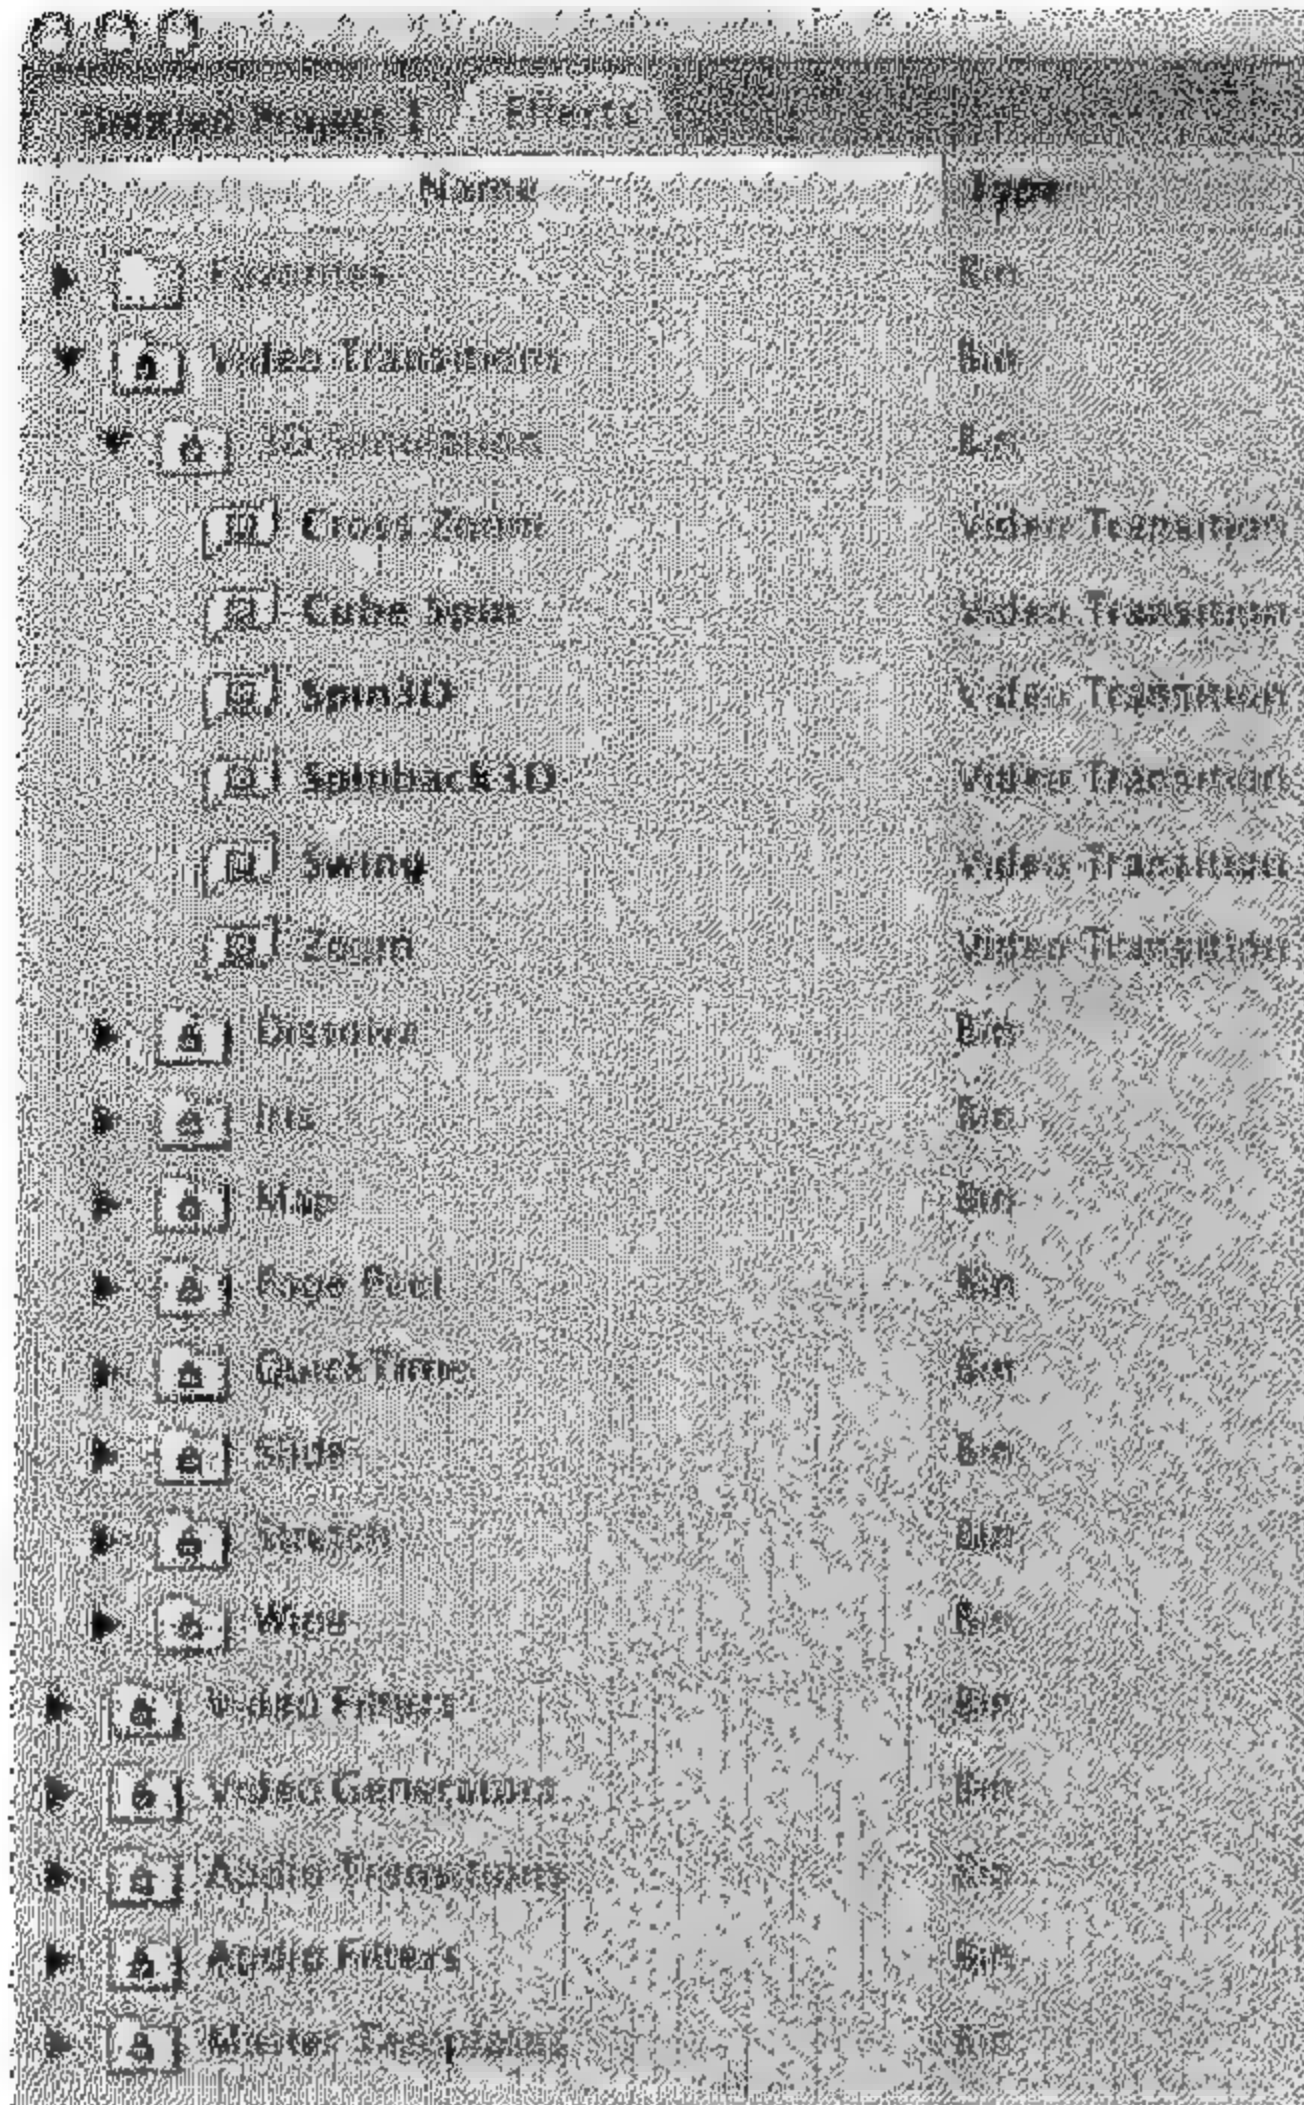 Untitled Project 1 Effects
Name Type
Favorites Bin
Video Transitions Bin
3D Simulation Bin
Cross Zoom Video Transition
Cube Spin Video Transition
Spin3D Video Transition
Spinback3D Video Transition
Swing Video Transition
Zoom Video Transition
Dissolve Bin
Iris Bin
Map Bin
Page Peel Bin
QuickTime Bin
Slide Bin
Stretch Bin
Wipe Bin
Video Filters Bin
Video Generators Bin
Audio Transitions Bin
Audio Filters Bin
Master Templates Bin